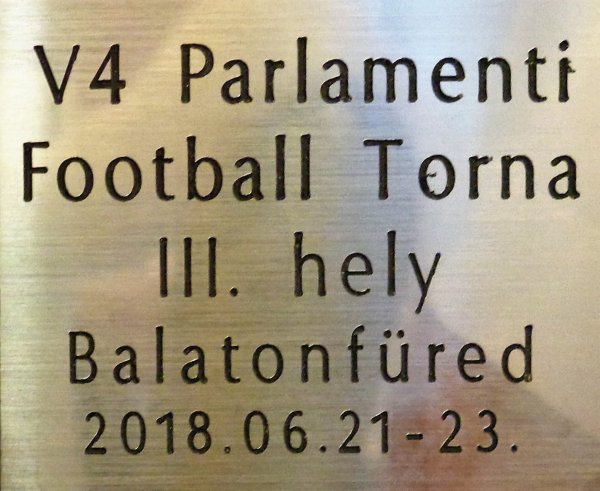 V4 Parlamenti
Football Torna
III. hely
Balatonfüred
2018.06.21-23.